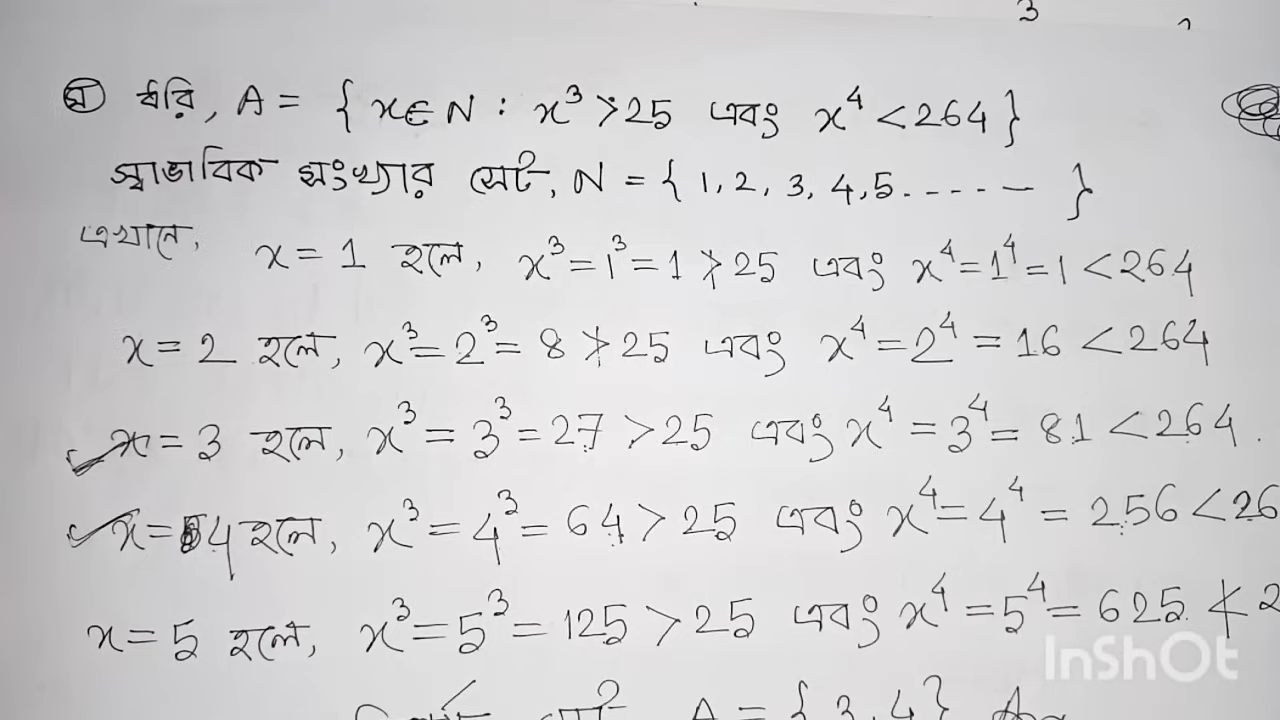 3
ঘ ধরি, A = { x∈N : x³ > 25 এবং x⁴ < 264 }
স্বাভাবিক সংখ্যার সেট, N = { 1, 2, 3, 4, 5 . - - - - }
এখানে, x = 1 হলে, x³ = 1³ = 1 ≯ 25 এবং x⁴ = 1⁴ = 1 < 264
x = 2 হলে, x³ = 2³ = 8 ≯ 25 এবং x⁴ = 2⁴ = 16 < 264
✓ x = 3 হলে, x³ = 3³ = 27 > 25 এবং x⁴ = 3⁴ = 81 < 264 .
✓ x = 4 হলে, x³ = 4³ = 64 > 25 এবং x⁴ = 4⁴ = 256 < 26
x = 5 হলে, x³ = 5³ = 125 > 25 এবং x⁴ = 5⁴ = 625 ≮ 2
InShOt
A = { 3, 4 }